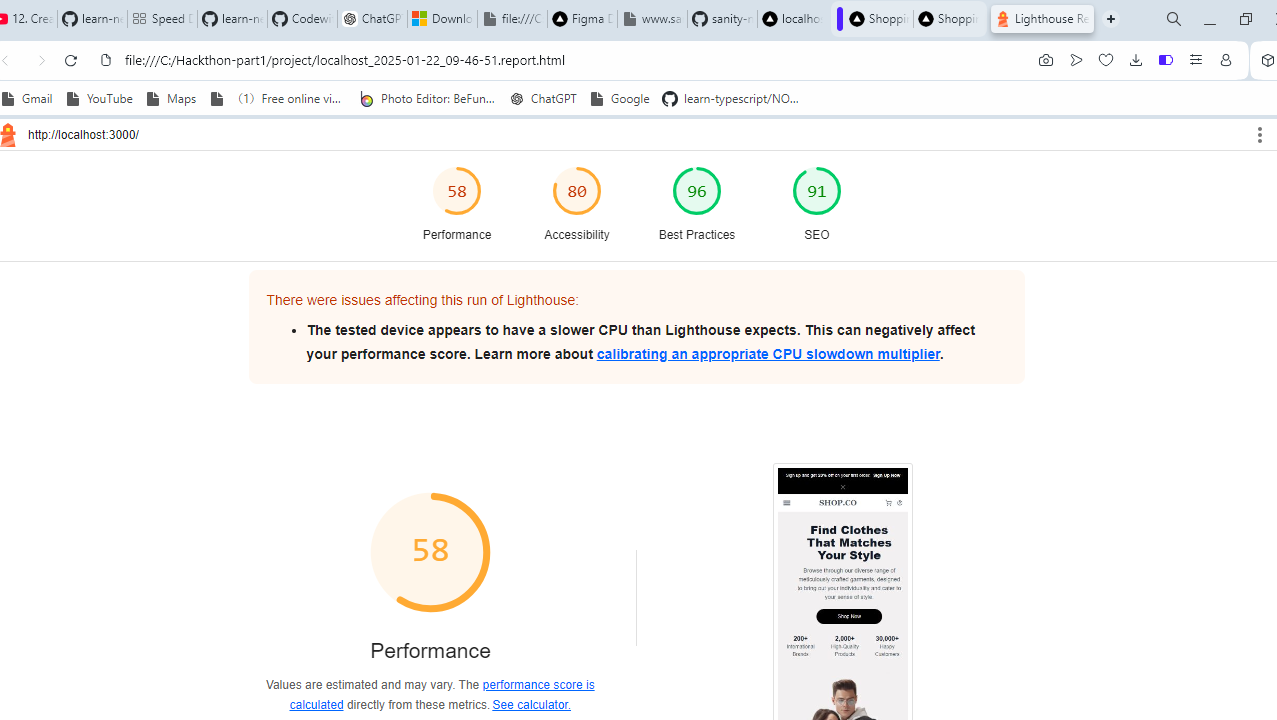 12. Crea
learn-ne
Speed D
learn-ne
Codewi
ChatGP
Downlo
file:///C
Figma D
www.sa
sanity-n
localhos
Shoppin
Shoppin
Lighthouse Re
file:///C:/Hackthon-part1/project/localhost_2025-01-22_09-46-51.report.html
Gmail
YouTube
Maps
（1）Free online vi...
Photo Editor: BeFun...
ChatGPT
Google
learn-typescript/NO...
http://localhost:3000/
58
80
96
91
Performance
Accessibility
Best Practices
SEO
There were issues affecting this run of Lighthouse:
• The tested device appears to have a slower CPU than Lighthouse expects. This can negatively affect
your performance score. Learn more about calibrating an appropriate CPU slowdown multiplier.
58
Performance
Values are estimated and may vary. The performance score is
calculated directly from these metrics. See calculator.
Sign up and get 20% off on your first order. Sign Up Now
SHOP.CO
Find Clothes
That Matches
Your Style
Browse through our diverse range of
meticulously crafted garments, designed
to bring out your individuality and cater to
your sense of style.
Shop Now
200+
International
Brands
2,000+
High-Quality
Products
30,000+
Happy
Customers